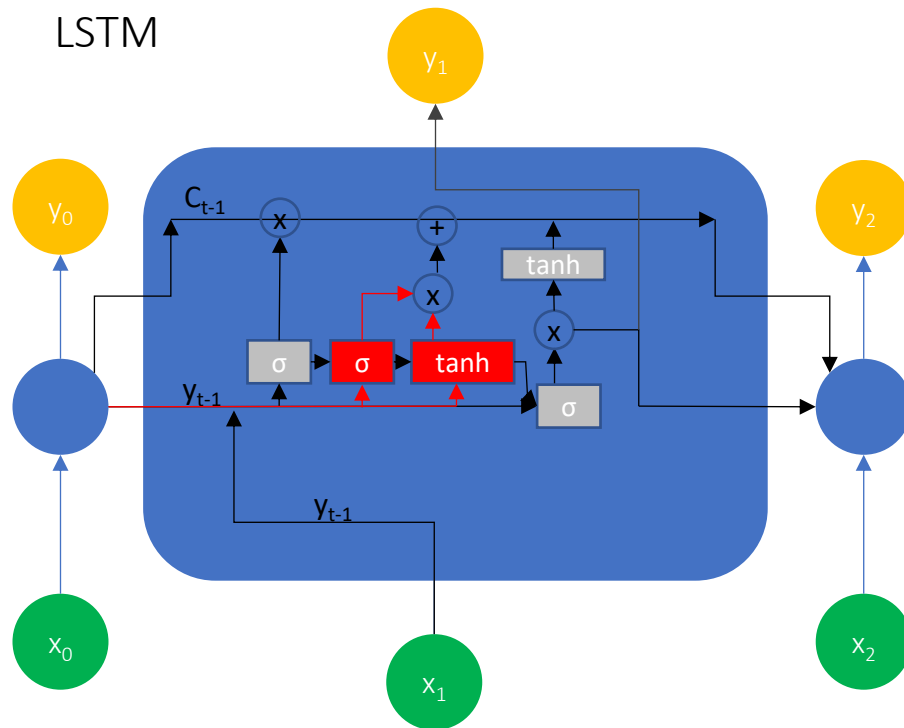 LSTM
y1
y0
Ct-1
x
+
y2
tanh
x
x
σ
σ
tanh
yt-1
σ
yt-1
x0
x1
x2